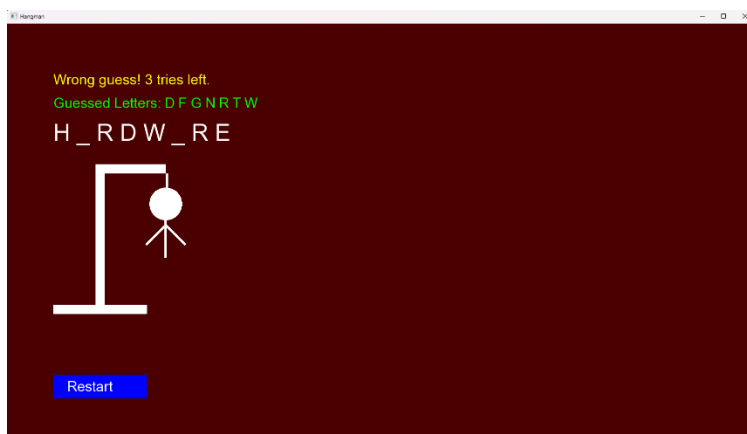 Hangman
Wrong guess! 3 tries left.
Guessed Letters: D F G N R T W
H _ R D W _ R E
Restart